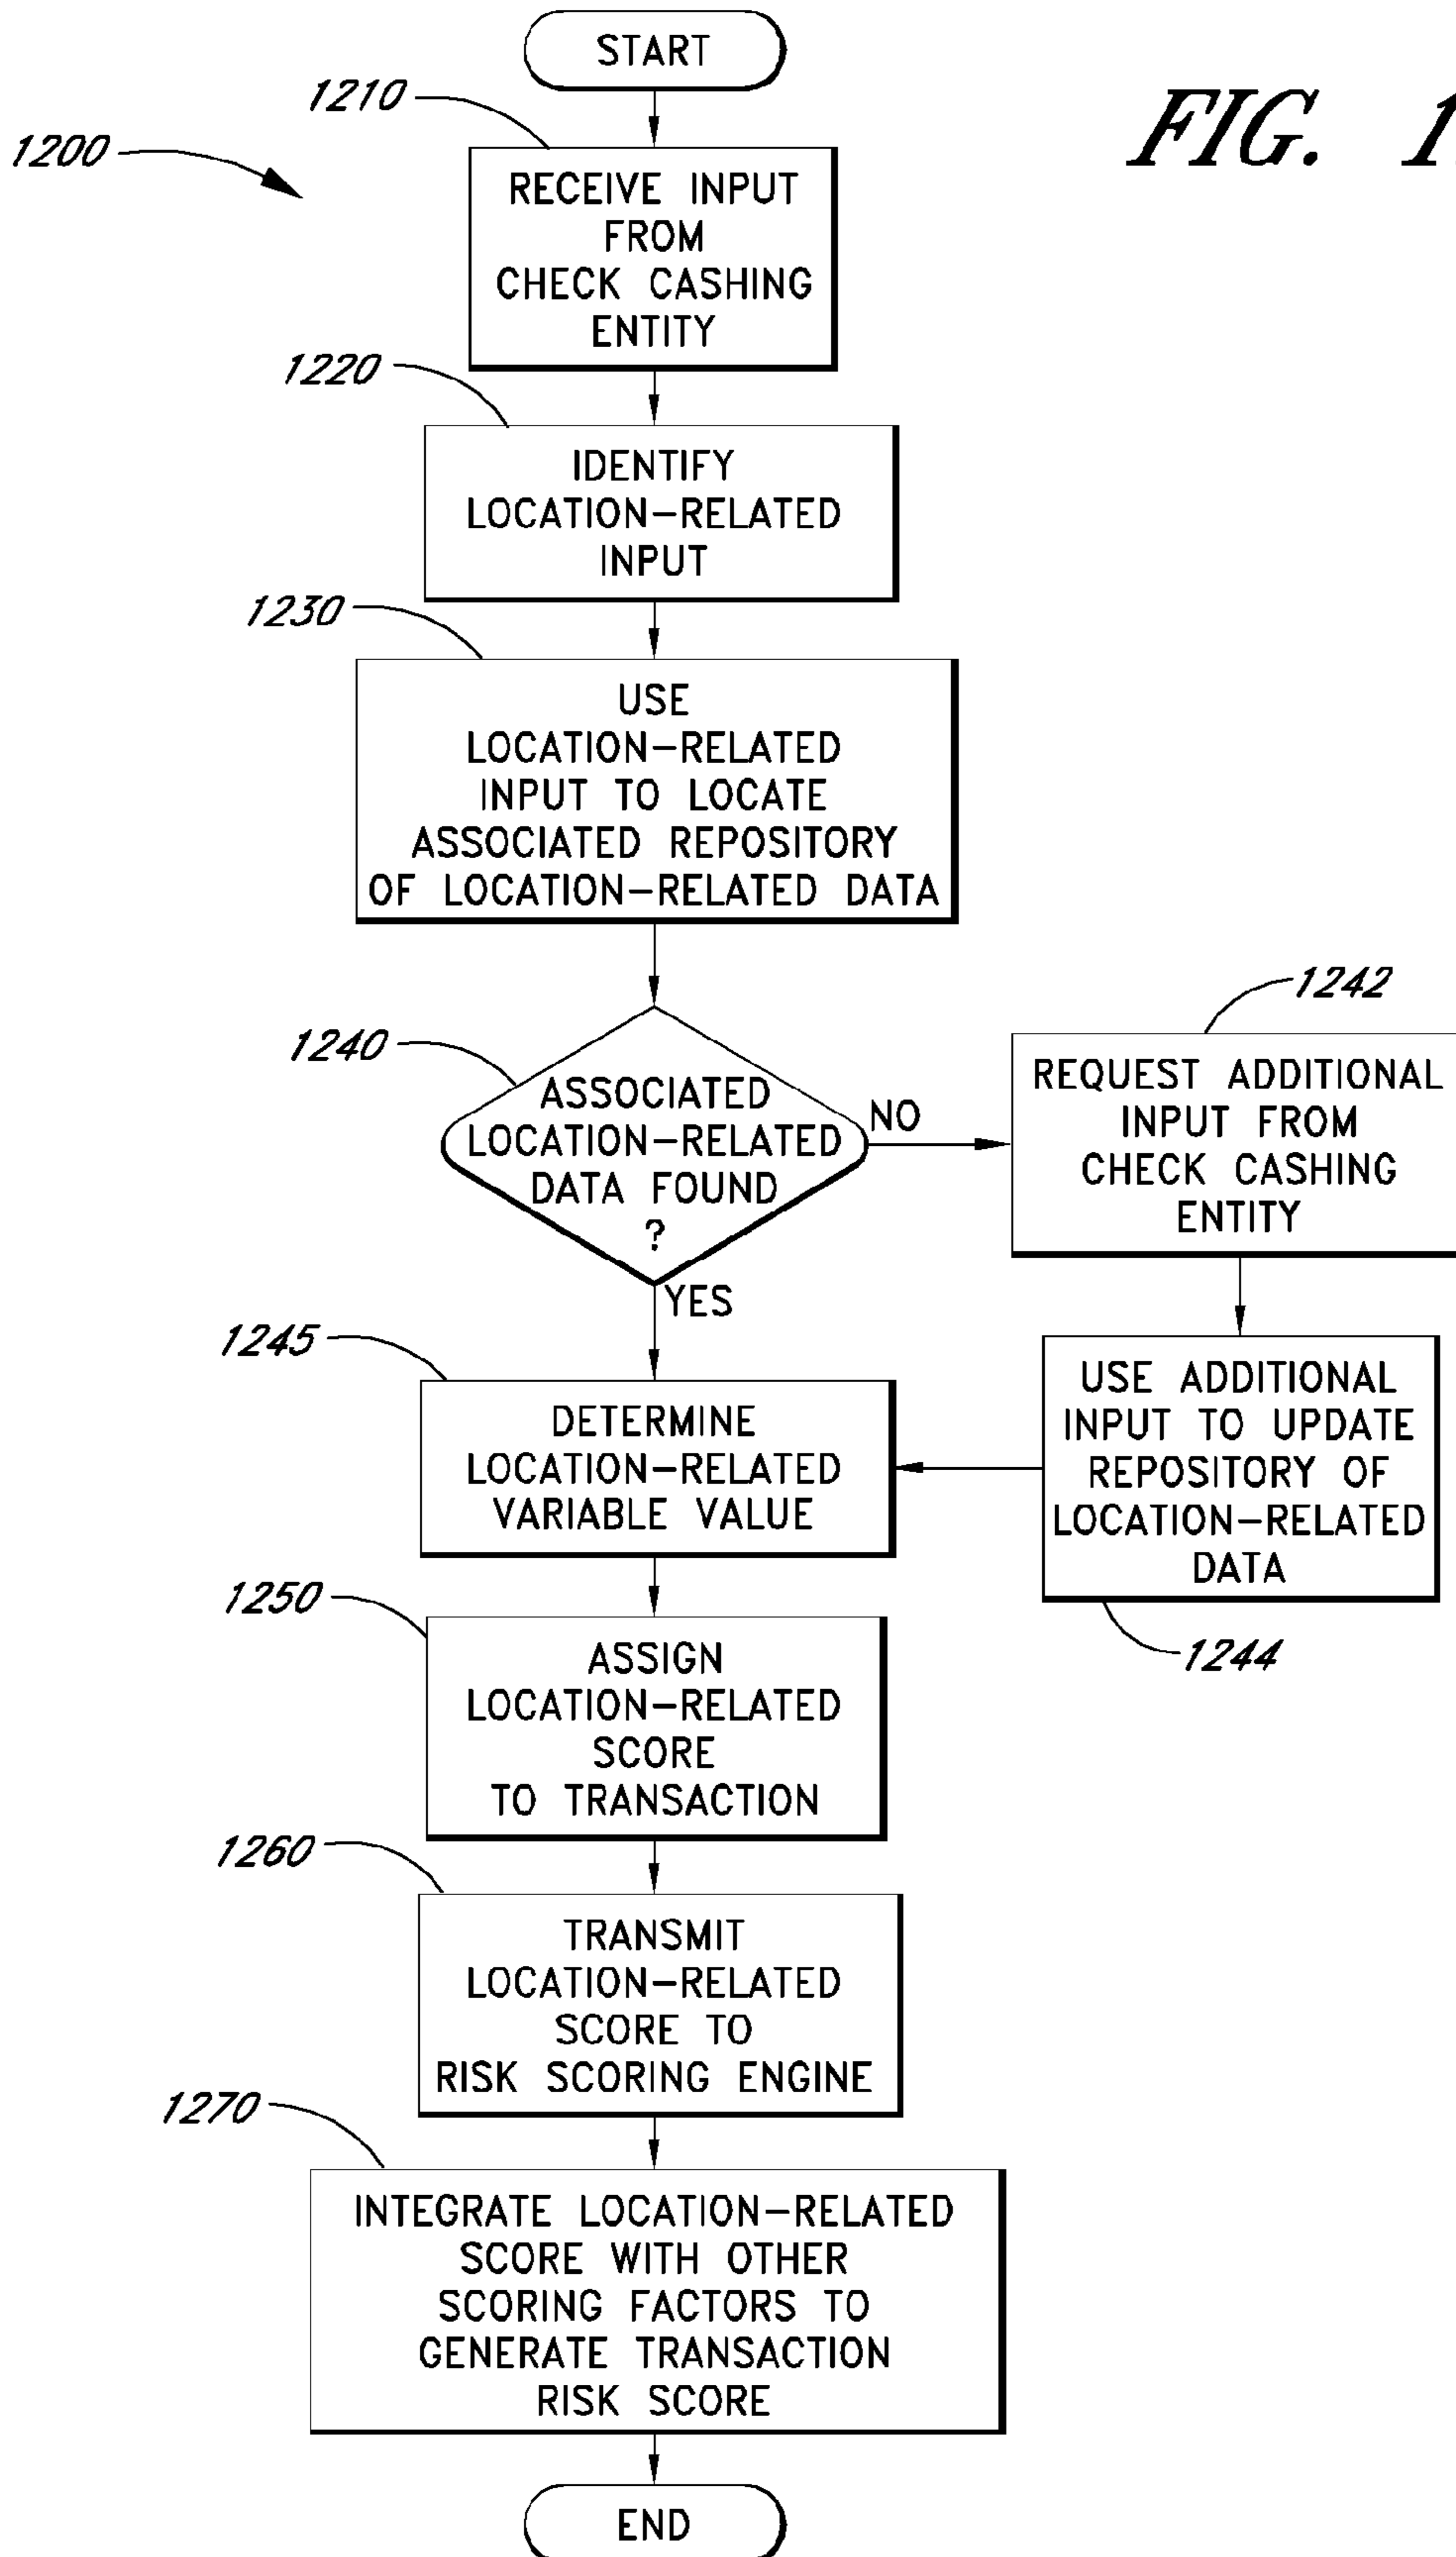 START
1210
1200
FIG. 1
RECEIVE INPUT
FROM
CHECK CASHING
ENTITY
1220
IDENTIFY
LOCATION-RELATED
INPUT
1230
USE
LOCATION-RELATED
INPUT TO LOCATE
ASSOCIATED REPOSITORY
OF LOCATION-RELATED DATA
1240
ASSOCIATED
LOCATION-RELATED
DATA FOUND
?
NO
YES
1242
REQUEST ADDITIONAL
INPUT FROM
CHECK CASHING
ENTITY
USE ADDITIONAL
INPUT TO UPDATE
REPOSITORY OF
LOCATION-RELATED
DATA
1244
1245
DETERMINE
LOCATION-RELATED
VARIABLE VALUE
1250
ASSIGN
LOCATION-RELATED
SCORE
TO TRANSACTION
1260
TRANSMIT
LOCATION-RELATED
SCORE TO
RISK SCORING ENGINE
1270
INTEGRATE LOCATION-RELATED
SCORE WITH OTHER
SCORING FACTORS TO
GENERATE TRANSACTION
RISK SCORE
END